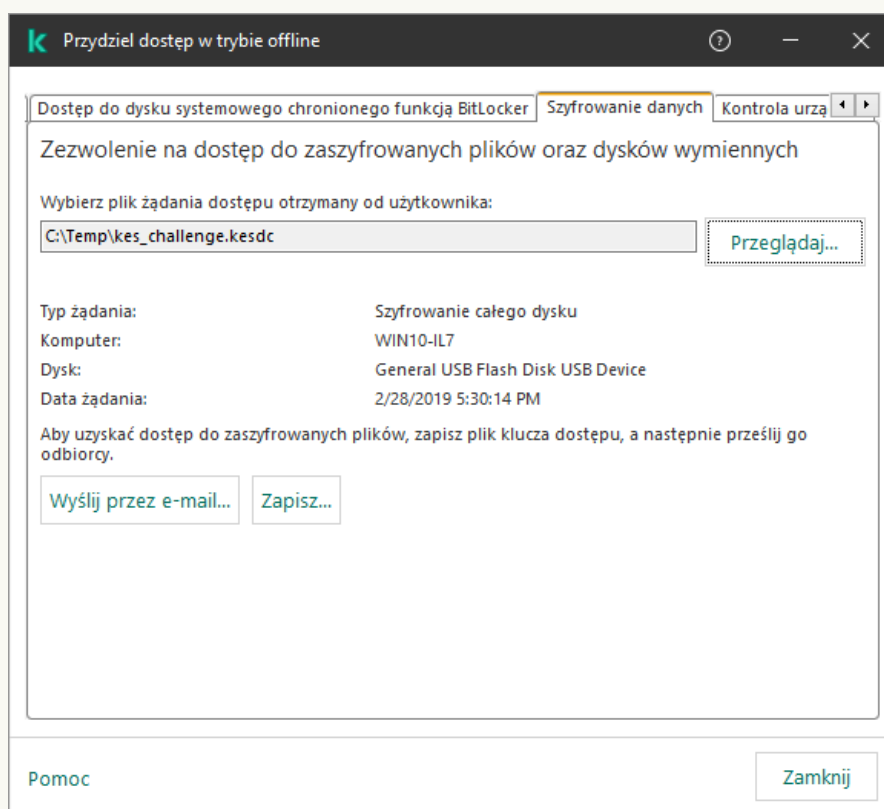 Przydziel dostęp w trybie offline
Dostęp do dysku systemowego chronionego funkcją BitLocker Szyfrowanie danych Kontrola urzą
Zezwolenie na dostęp do zaszyfrowanych plików oraz dysków wymiennych
Wybierz plik żądania dostępu otrzymany od użytkownika:
C:\Temp\kes_challenge.kesdc
Przeglądaj...
Typ żądania: Szyfrowanie całego dysku
Komputer: WIN10-IL7
Dysk: General USB Flash Disk USB Device
Data żądania: 2/28/2019 5:30:14 PM
Aby uzyskać dostęp do zaszyfrowanych plików, zapisz plik klucza dostępu, a następnie prześlij go
odbiorcy.
Wyślij przez e-mail... Zapisz...
Pomoc Zamknij